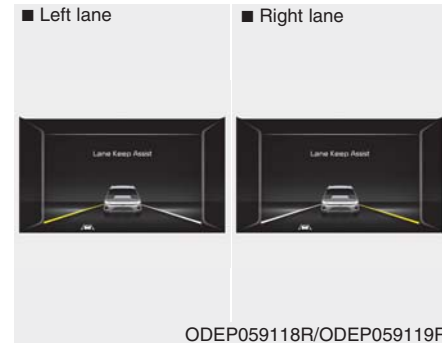 ■ Left lane
■ Right lane
Lane Keep Assist
Lane Keep Assist
ODEP059118R/ODEP059119R